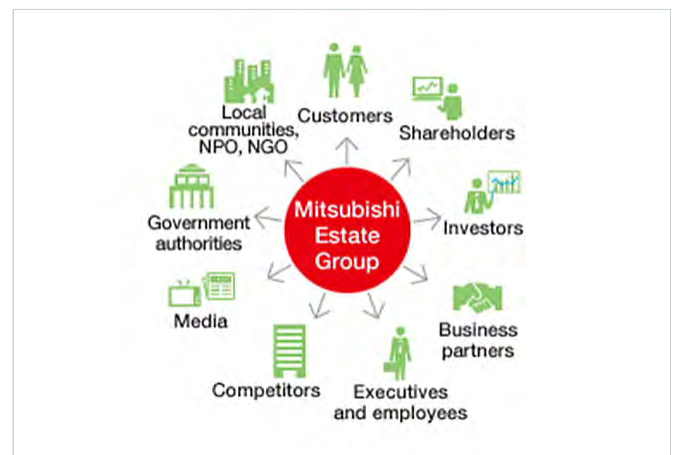 Customers
Shareholders
Investors
Business
partners
Executives
and employees
Competitors
Media
Government
authorities
Local
communities,
NPO, NGO
Mitsubishi
Estate
Group